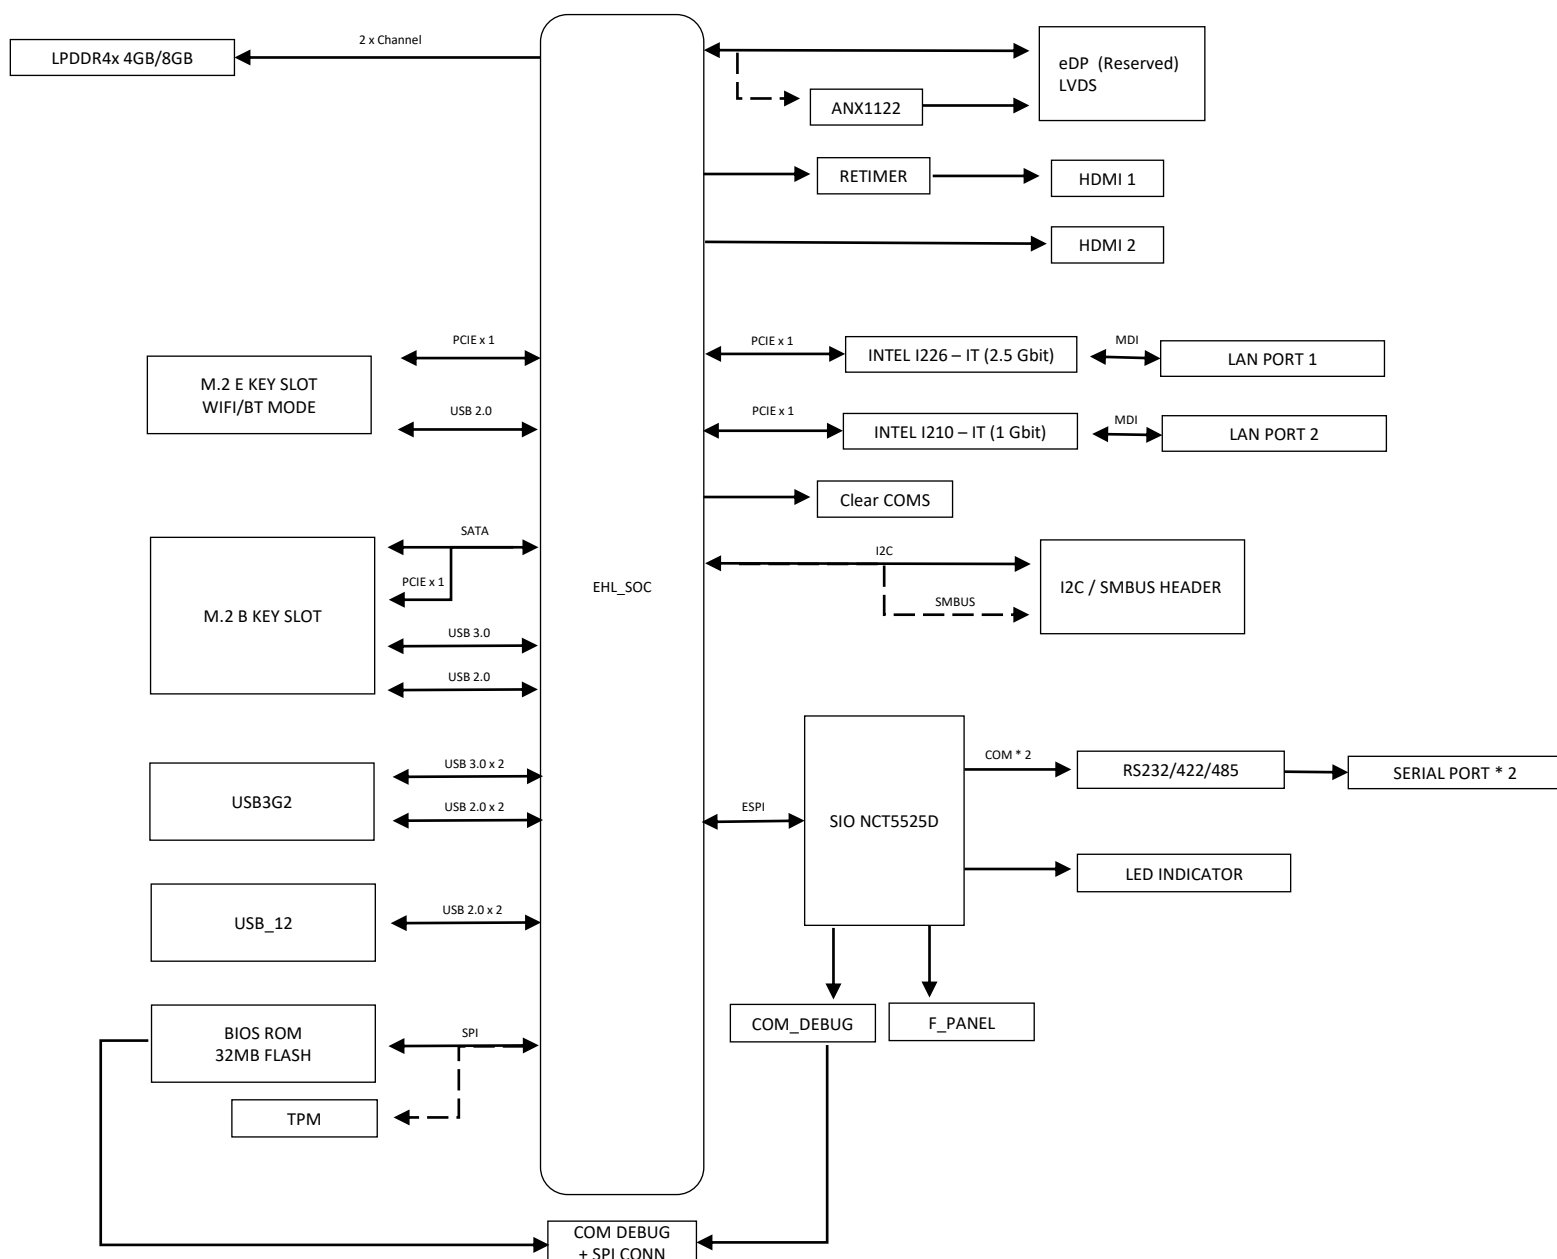 2 x Channel
LPDDR4x 4GB/8GB
eDP  (Reserved)
LVDS
ANX1122
RETIMER
HDMI 1
HDMI 2
PCIE x 1
M.2 E KEY SLOT
WIFI/BT MODE
USB 2.0
PCIE x 1
INTEL I226 – IT (2.5 Gbit)
MDI
LAN PORT 1
PCIE x 1
INTEL I210 – IT (1 Gbit)
MDI
LAN PORT 2
Clear COMS
SATA
PCIE x 1
M.2 B KEY SLOT
USB 3.0
USB 2.0
EHL_SOC
I2C
SMBUS
I2C / SMBUS HEADER
USB 3.0 x 2
USB3G2
USB 2.0 x 2
ESPI
SIO NCT5525D
COM * 2
RS232/422/485
SERIAL PORT * 2
LED INDICATOR
USB_12
USB 2.0 x 2
COM_DEBUG
F_PANEL
BIOS ROM
32MB FLASH
SPI
TPM
COM DEBUG
+ SPI CONN